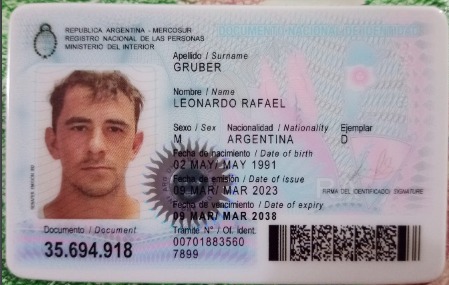 REPUBLICA ARGENTINA - MERCOSUR
REGISTRO NACIONAL DE LAS PERSONAS
MINISTERIO DEL INTERIOR
DOCUMENTO NACIONAL DE IDENTIDAD
Apellido / Surname
GRUBER
Nombre / Name
LEONARDO RAFAEL
Sexo / Sex Nacionalidad / Nationality Ejemplar
M ARGENTINA D
Fecha de nacimiento / Date of birth
02 MAY/ MAY 1991
Fecha de emisión / Date of issue
09 MAR/ MAR 2023
FIRMA DEL CERTIFICADO/ SIGNATURE
Fecha de vencimiento / Date of expiry
09 MAR/ MAR 2038
Documento / Document
35.694.918
Tramite N° / Of. ident.
00701883560
7899